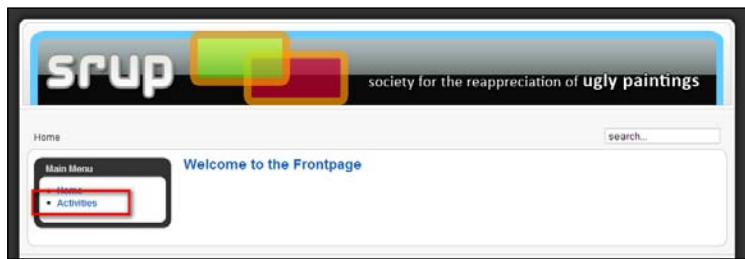 srup
society for the reappreciation of ugly paintings
Home
search...
Main Menu
Welcome to the Frontpage
Home
Activities